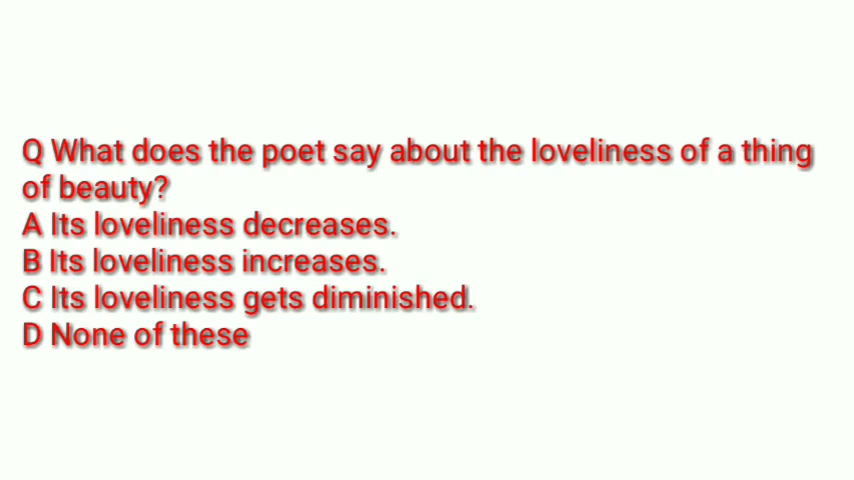 Q What does the poet say about the loveliness of a thing
of beauty?
A Its loveliness decreases.
B Its loveliness increases.
C Its loveliness gets diminished.
D None of these